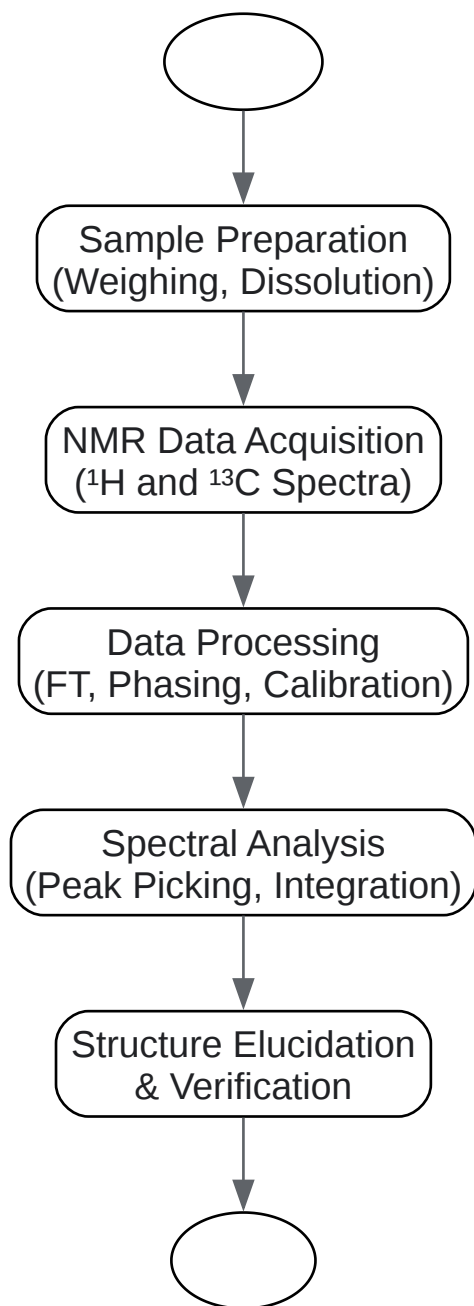 Sample Preparation
(Weighing, Dissolution)
NMR Data Acquisition
(¹H and ¹³C Spectra)
Data Processing
(FT, Phasing, Calibration)
Spectral Analysis
(Peak Picking, Integration)
Structure Elucidation
& Verification